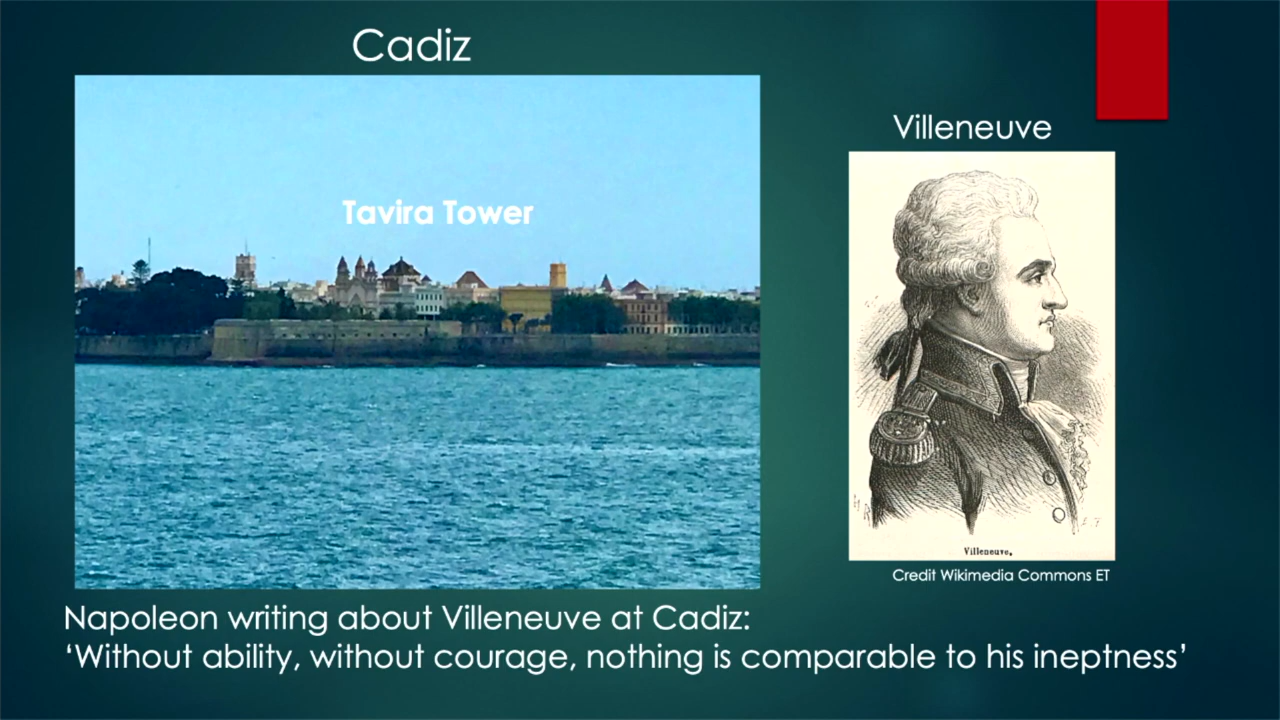 Cadiz
Tavira Tower
Villeneuve
Villeneuve.
Credit Wikimedia Commons ET
Napoleon writing about Villeneuve at Cadiz:
‘Without ability, without courage, nothing is comparable to his ineptness’